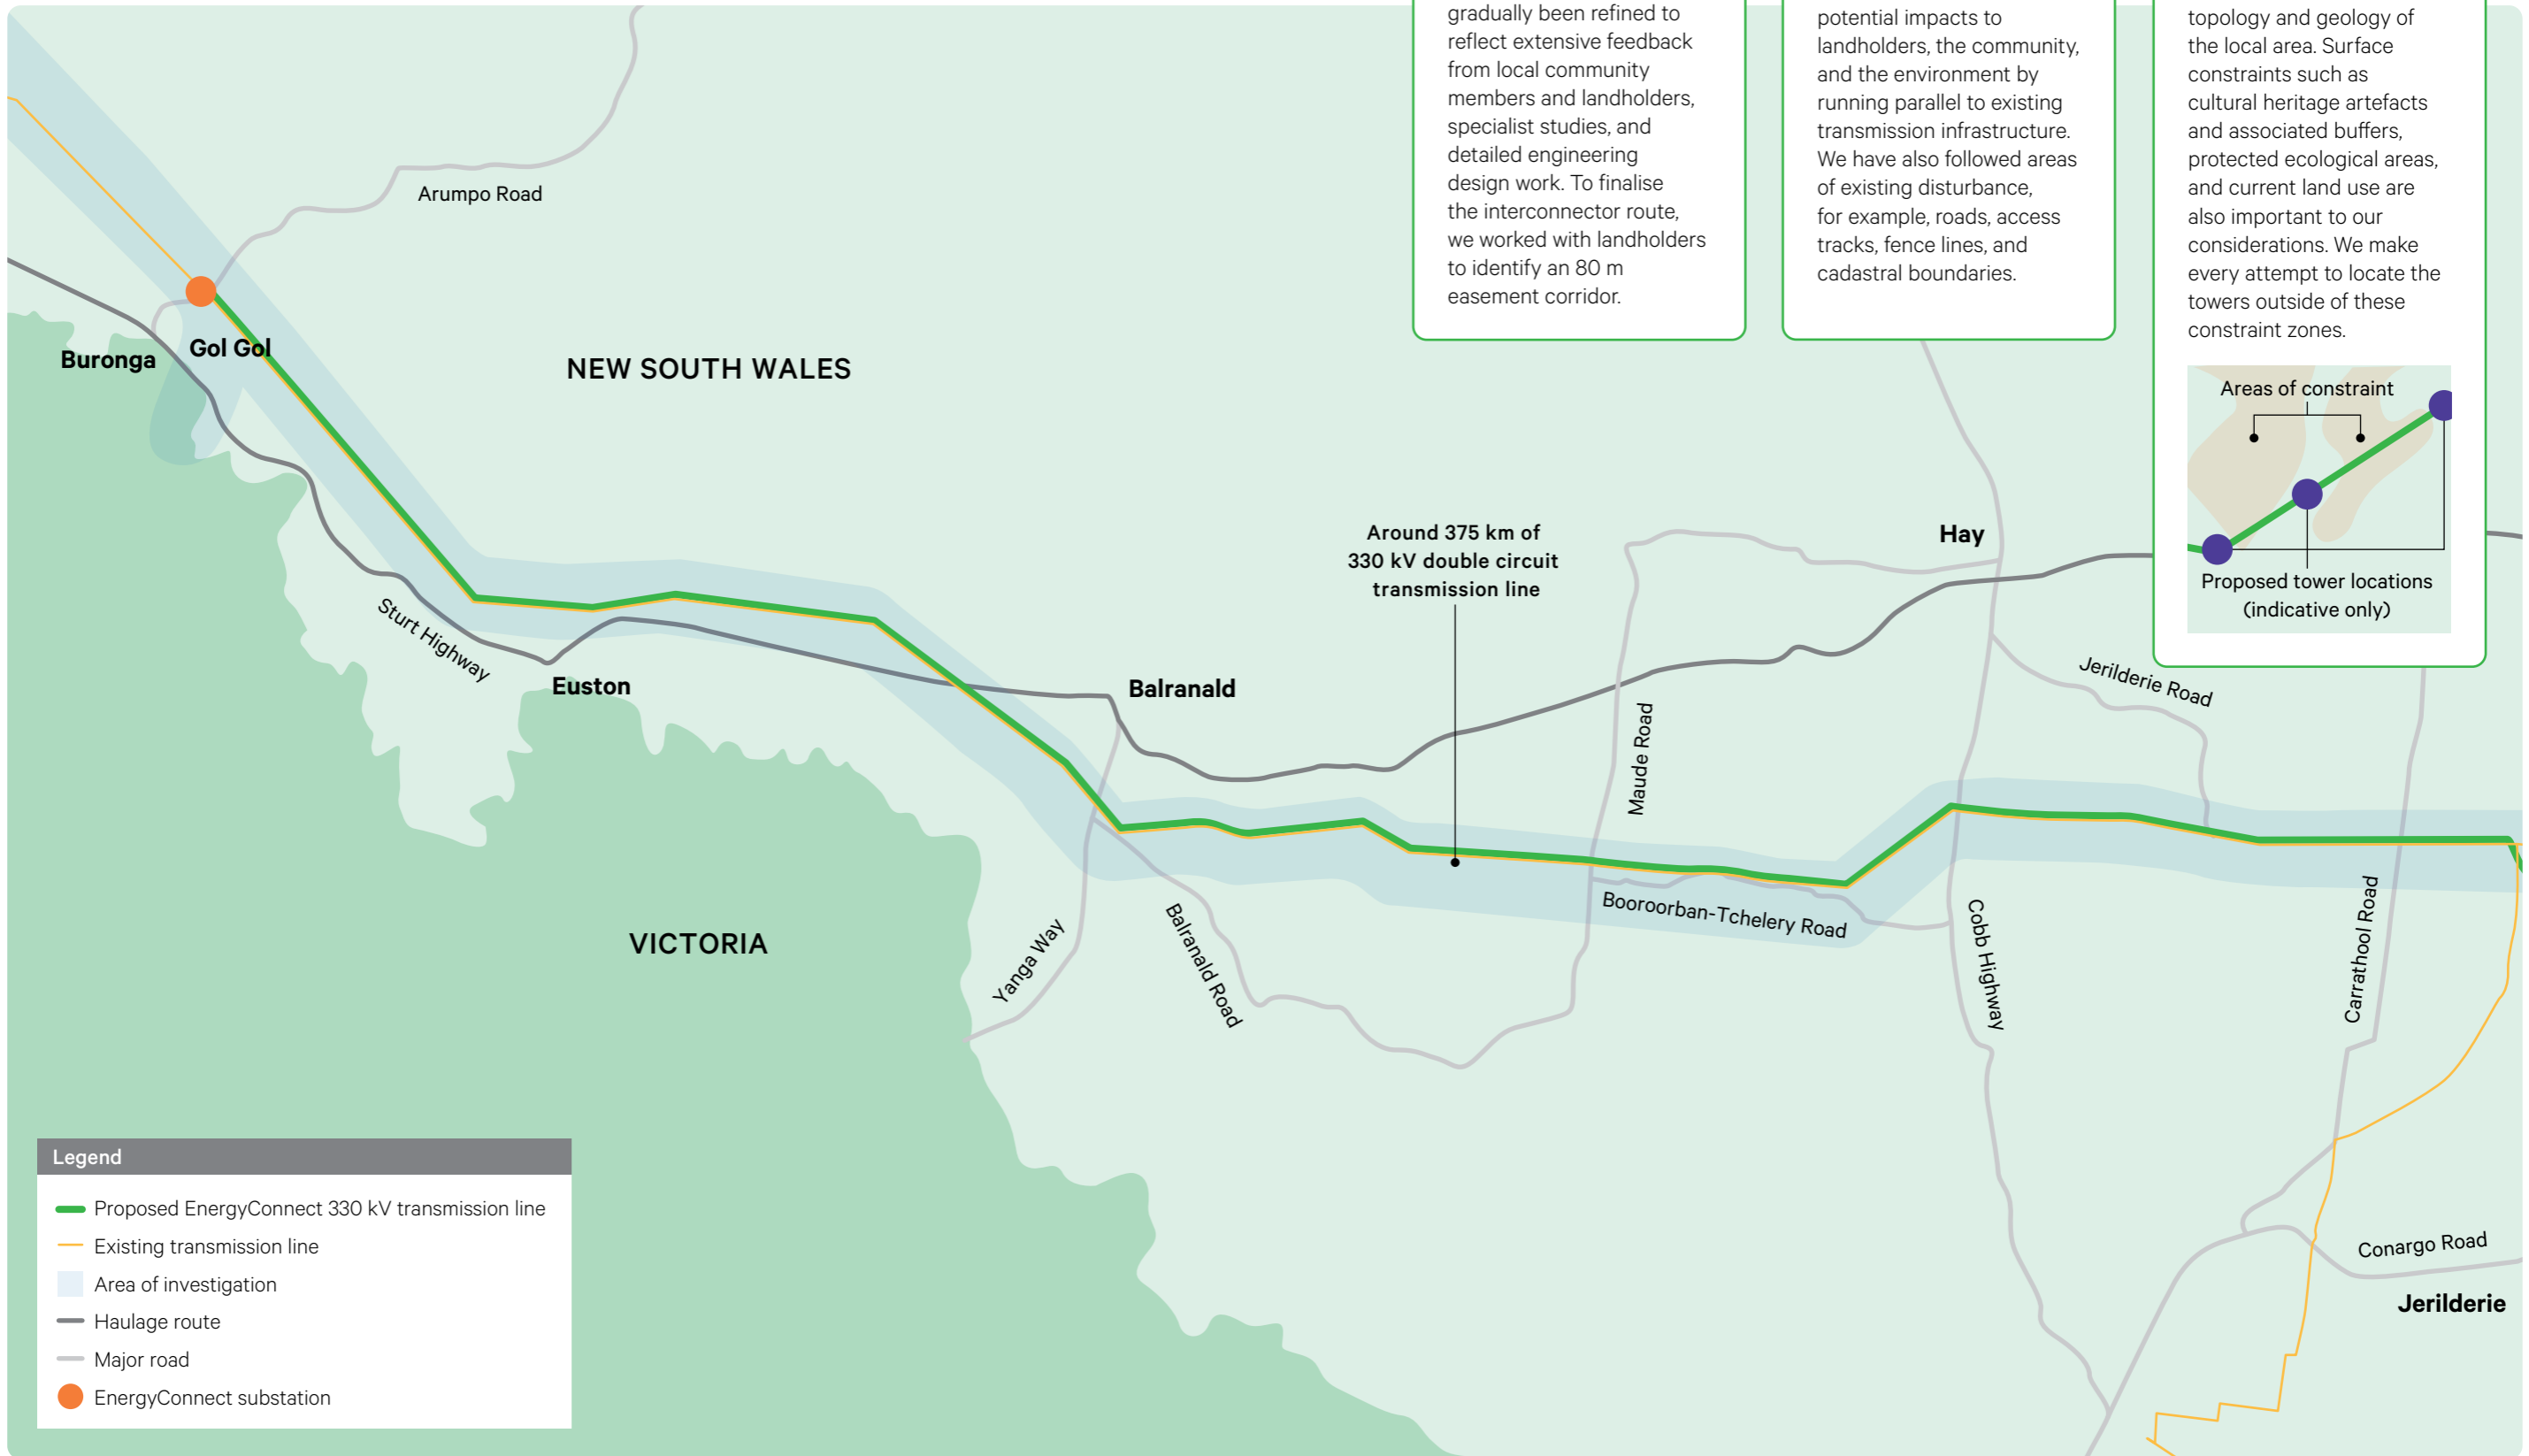 gradually been refined to
reflect extensive feedback
from local community
members and landholders,
specialist studies, and
detailed engineering
design work. To finalise
the interconnector route,
we worked with landholders
to identify an 80 m
easement corridor.
potential impacts to
landholders, the community,
and the environment by
running parallel to existing
transmission infrastructure.
We have also followed areas
of existing disturbance,
for example, roads, access
tracks, fence lines, and
cadastral boundaries.
topology and geology of
the local area. Surface
constraints such as
cultural heritage artefacts
and associated buffers,
protected ecological areas,
and current land use are
also important to our
considerations. We make
every attempt to locate the
towers outside of these
constraint zones.
Areas of constraint
Proposed tower locations
(indicative only)
Arumpo Road
Buronga
Gol Gol
NEW SOUTH WALES
Around 375 km of
330 kV double circuit
transmission line
Hay
Sturt Highway
Euston
Balranald
Maude Road
Jerilderie Road
VICTORIA
Yanga Way
Balranald Road
Booroorban-Tchelery Road
Cobb Highway
Carrathool Road
Conargo Road
Jerilderie
Legend
Proposed EnergyConnect 330 kV transmission line
Existing transmission line
Area of investigation
Haulage route
Major road
EnergyConnect substation